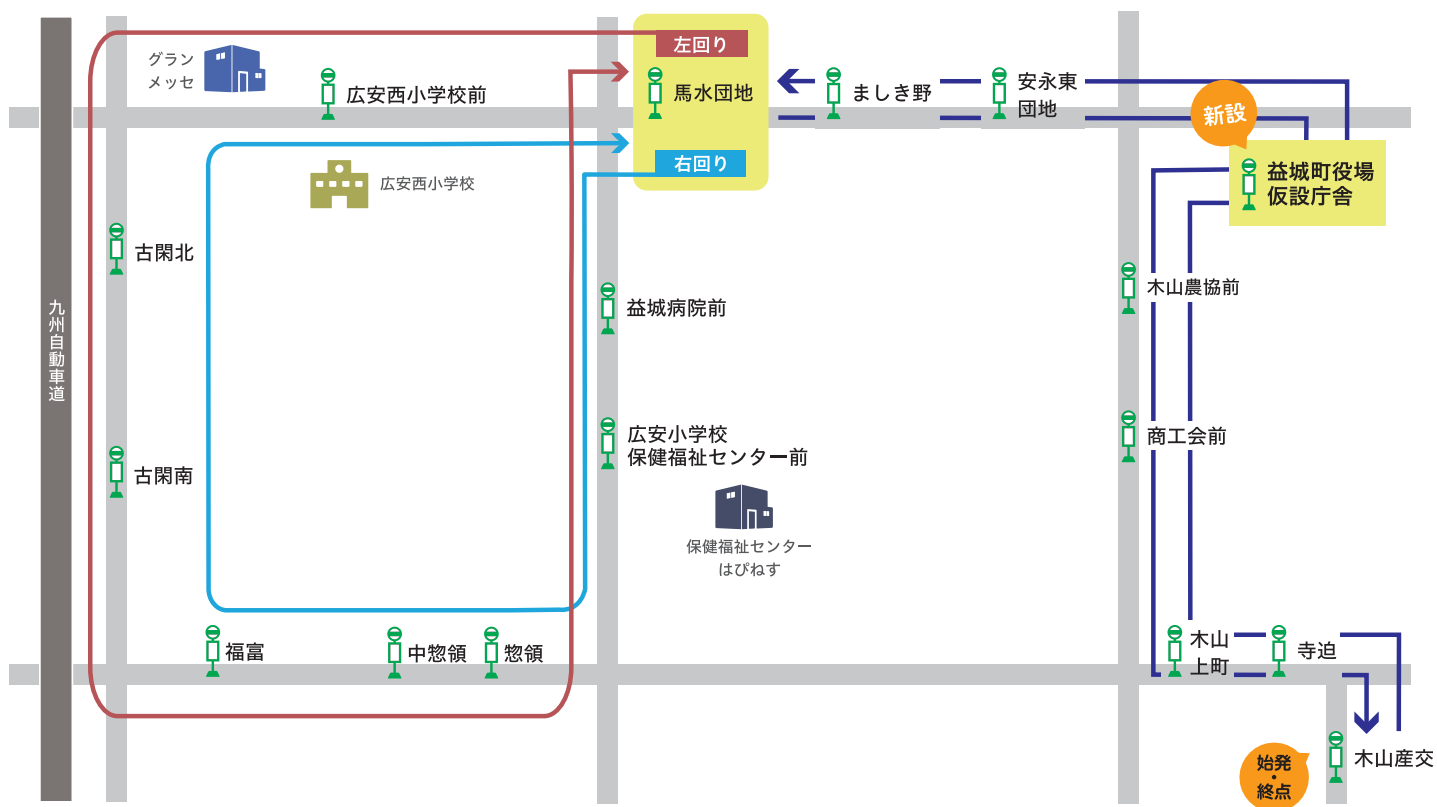 左回り
グラン
メッセ
広安西小学校前
馬水団地
ましき野
安永東
団地
新設
右回り
広安西小学校
益城町役場
仮設庁舎
古閑北
九州自動車道
益城病院前
木山農協前
広安小学校
保健福祉センター前
商工会前
古閑南
保健福祉センター
はぴねす
福富
中惣領
惣領
木山
上町
寺迫
木山産交
始発
・
終点